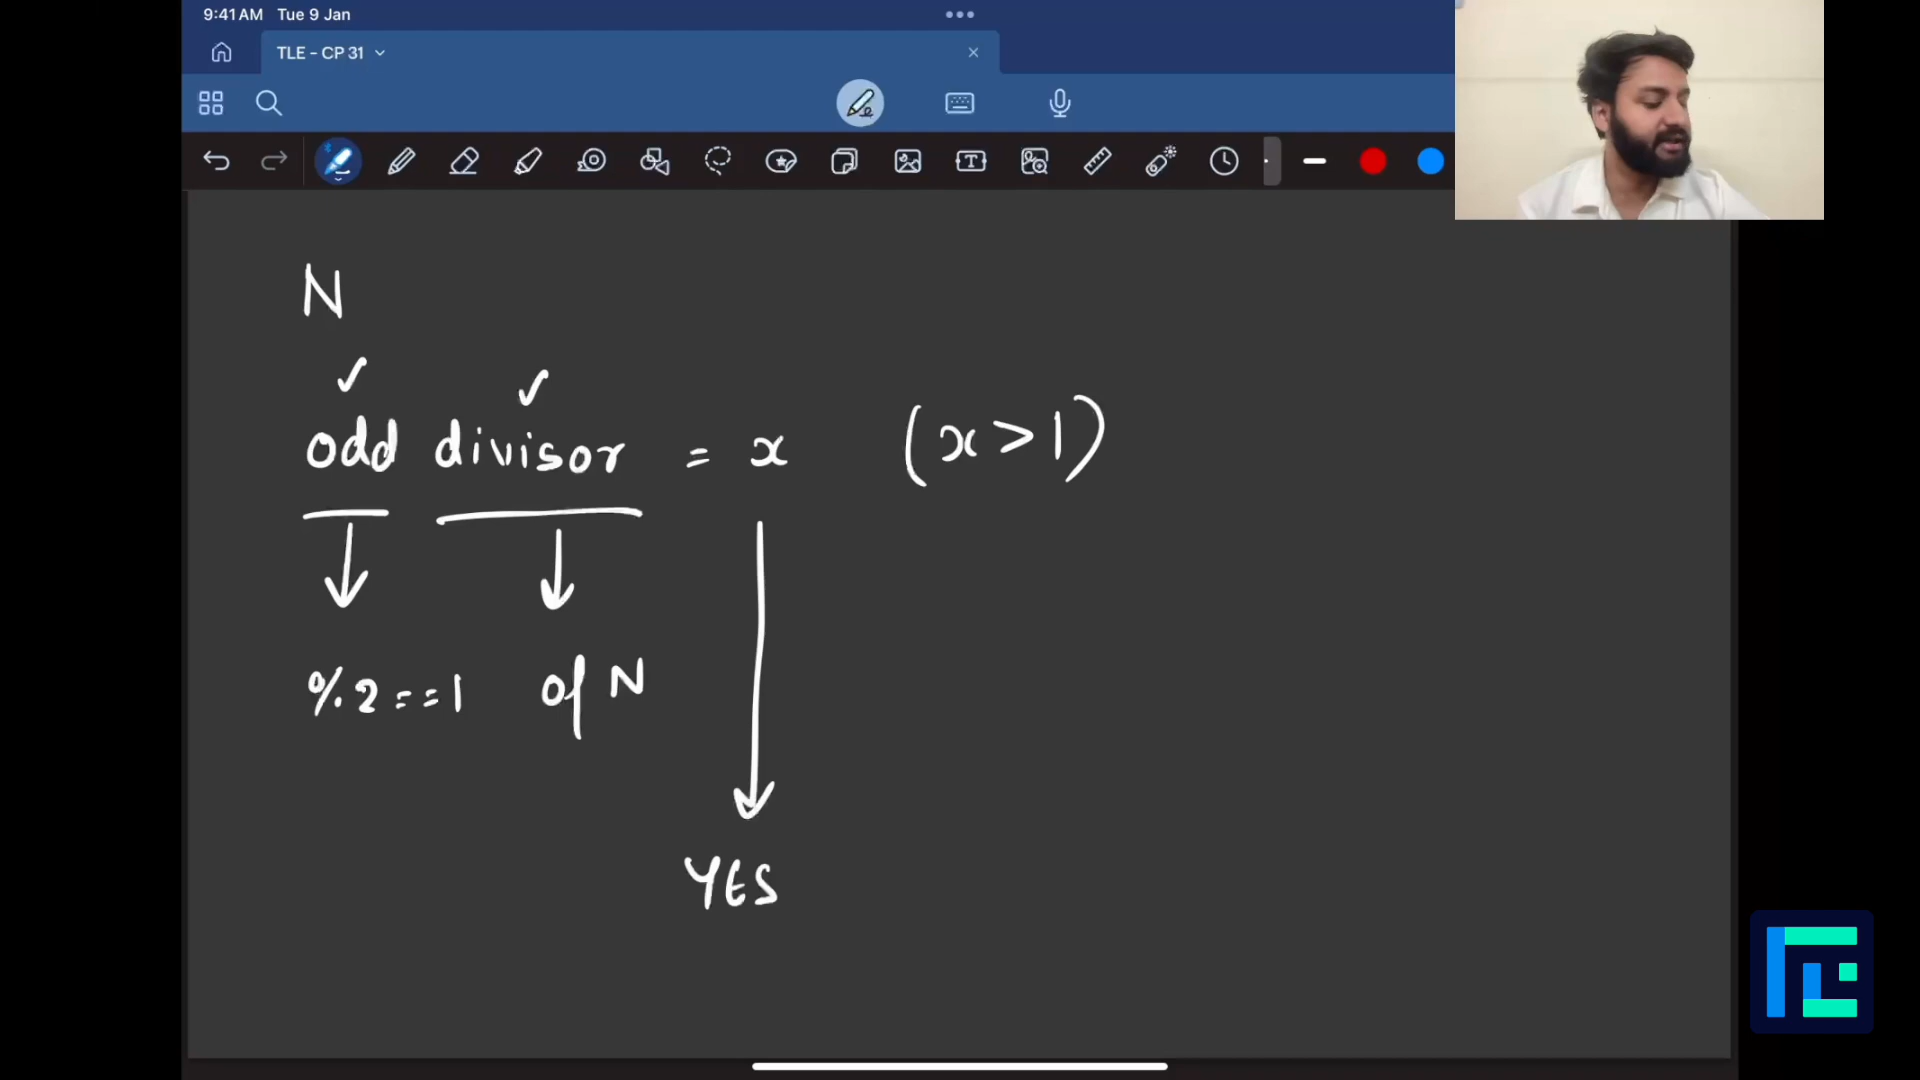 9:41 AM Tue 9 Jan
TLE - CP 31
N
odd divisor = x (x > 1)
%2==1 of N
YES